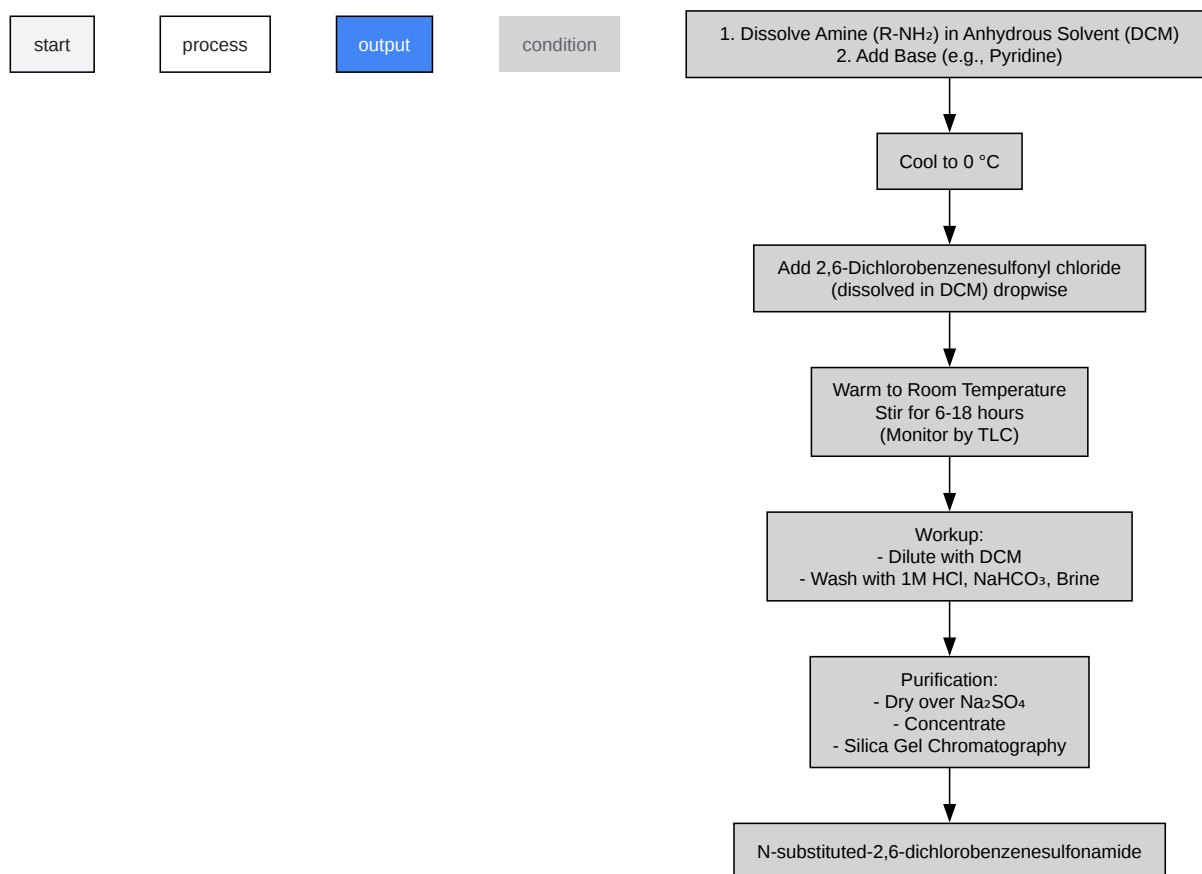 start
process
output
condition
1. Dissolve Amine (R-NH₂) in Anhydrous Solvent (DCM)
2. Add Base (e.g., Pyridine)
Cool to 0 °C
Add 2,6-Dichlorobenzenesulfonyl chloride
(dissolved in DCM) dropwise
Warm to Room Temperature
Stir for 6-18 hours
(Monitor by TLC)
Workup:
- Dilute with DCM
- Wash with 1M HCl, NaHCO₃, Brine
Purification:
- Dry over Na₂SO₄
- Concentrate
- Silica Gel Chromatography
N-substituted-2,6-dichlorobenzenesulfonamide